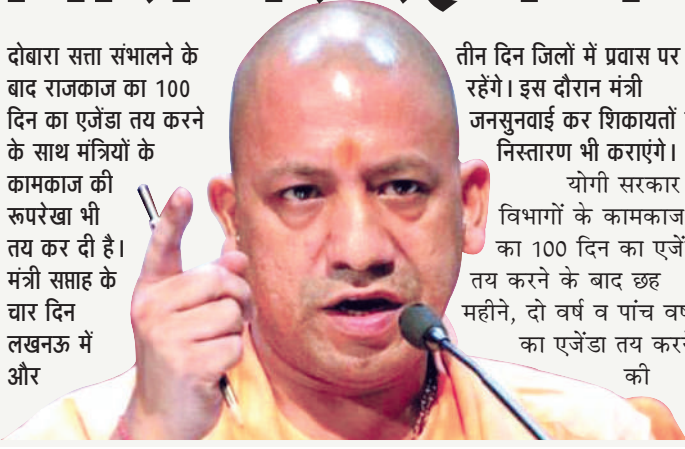 दोबारा सत्ता संभालने के
बाद राजकाज का 100
दिन का एजेंडा तय करने
के साथ मंत्रियों के
कामकाज की
रूपरेखा भी
तय कर दी है।
मंत्री सप्ताह के
चार दिन
लखनऊ में
और
तीन दिन जिलों में प्रवास पर
रहेंगे। इस दौरान मंत्री
जनसुनवाई कर शिकायतों
निस्तारण भी कराएंगे।
योगी सरकार
विभागों के कामकाज
का 100 दिन का
तय करने के बाद छह
महीने, दो वर्ष व पांच
का एजेंडा तय
की